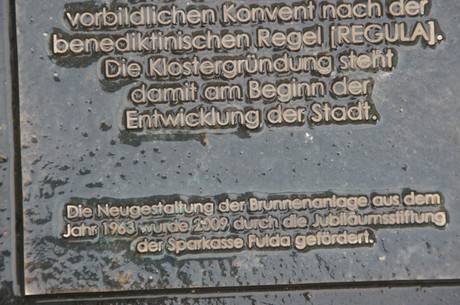 vorbildlichen Konvent nach der
benediktinischen Regel [REGULA].
Die Klostergründung steht
damit am Beginn der
Entwicklung der Stadt.
Die Neugestaltung der Brunnenanlage aus dem
Jahr 1963 wurde 2009 durch die Jubiläumsstiftung
der Sparkasse Fulda gefördert.